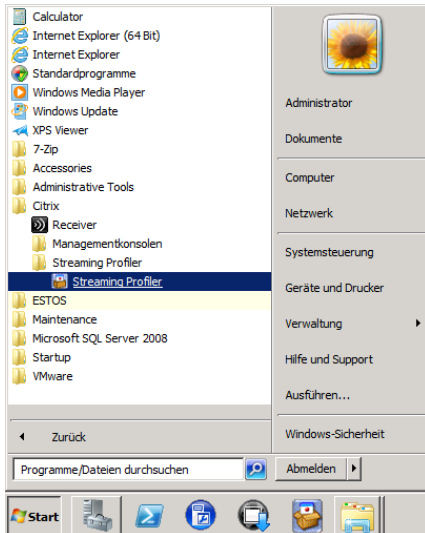 Calculator
Internet Explorer (64 Bit)
Internet Explorer
Standardprogramme
Windows Media Player
Windows Update
XPS Viewer
7-Zip
Accessories
Administrative Tools
Citrix
Receiver
Managementkonsolen
Streaming Profiler
Streaming Profiler
ESTOS
Maintenance
Microsoft SQL Server 2008
Startup
VMware
Zurück
Programme/Dateien durchsuchen
Administrator
Dokumente
Computer
Netzwerk
Systemsteuerung
Geräte und Drucker
Verwaltung
Hilfe und Support
Ausführen...
Windows-Sicherheit
Abmelden
Start